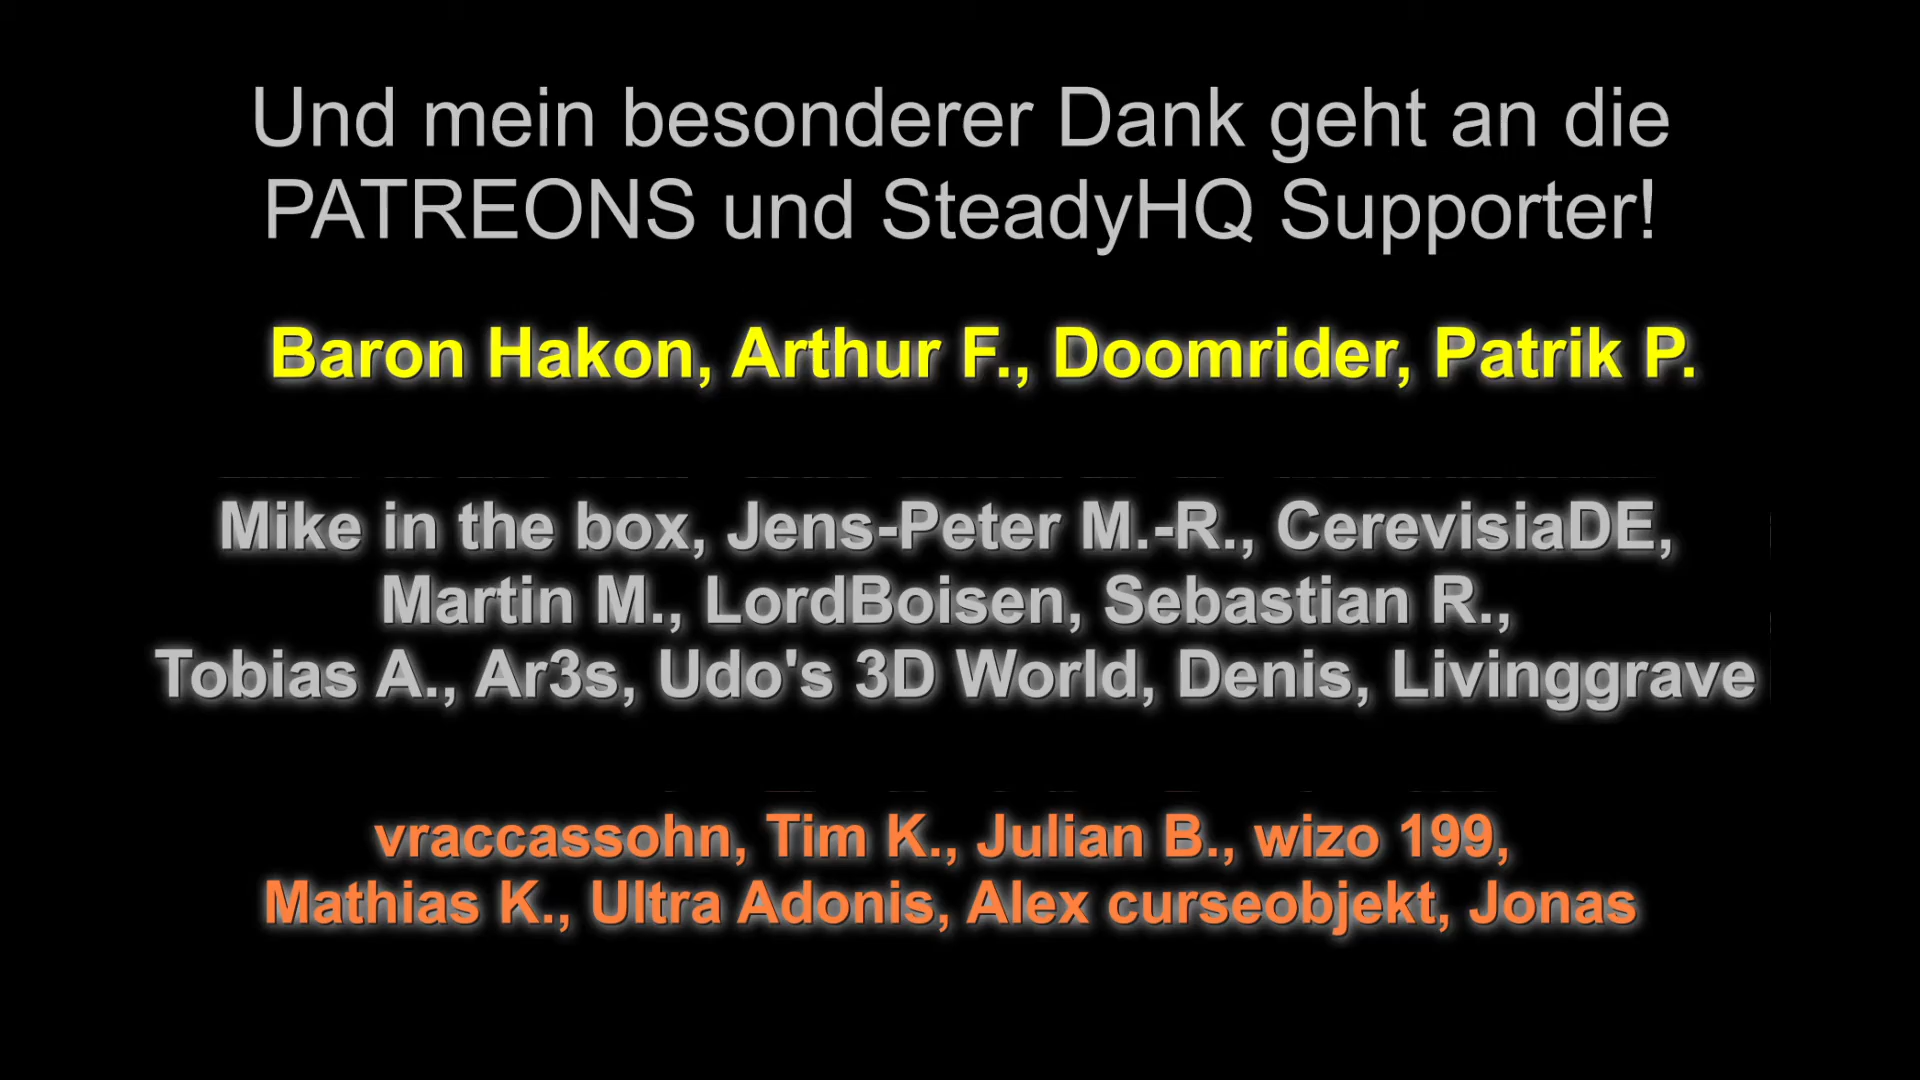 Und mein besonderer Dank geht an die
PATREONS und SteadyHQ Supporter!
Baron Hakon, Arthur F., Doomrider, Patrik P.
Mike in the box, Jens-Peter M.-R., CerevisiaDE,
Martin M., LordBoisen, Sebastian R.,
Tobias A., Ar3s, Udo's 3D World, Denis, Livinggrave
vraccassohn, Tim K., Julian B., wizo 199,
Mathias K., Ultra Adonis, Alex curseobjekt, Jonas